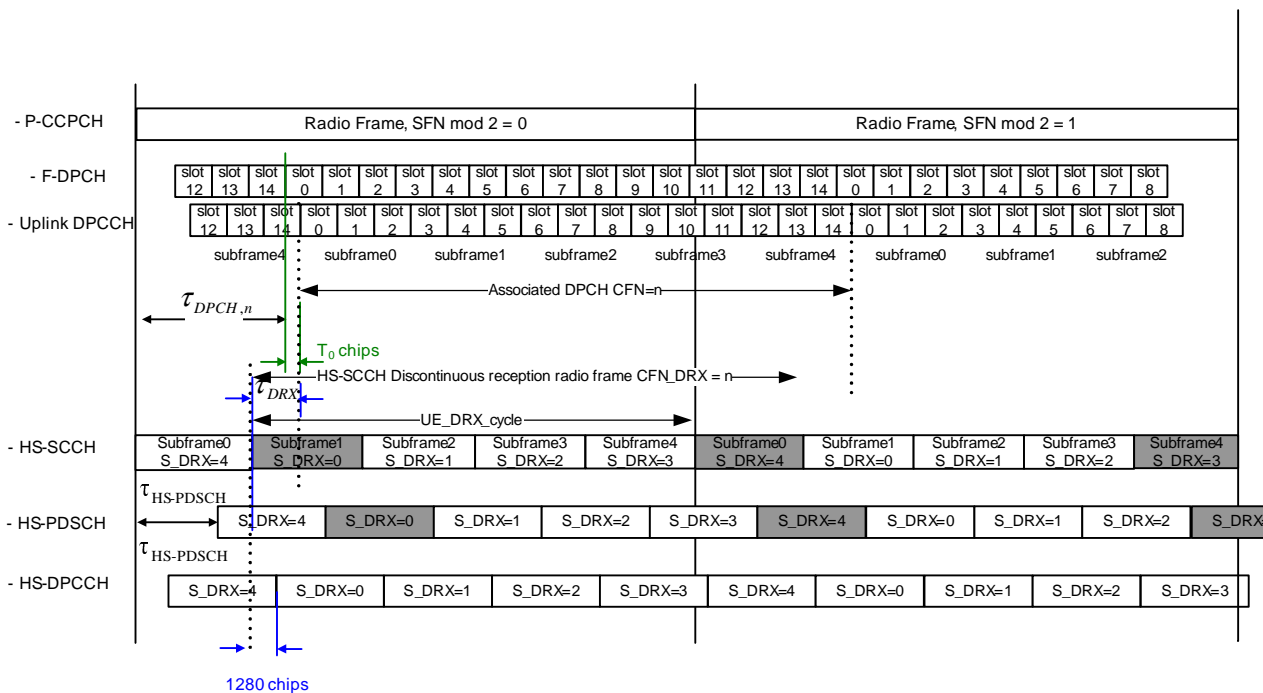 - P-CCPCH
Radio Frame, SFN mod 2 = 0
Radio Frame, SFN mod 2 = 1
- F-DPCH
slot 12 slot 13 slot 14 slot 0 slot 1 slot 2 slot 3 slot 4 slot 5 slot 6 slot 7 slot 8 slot 9 slot 10 slot 11 slot 12 slot 13 slot 14 slot 0 slot 1 slot 2 slot 3 slot 4 slot 5 slot 6 slot 7 slot 8
- Uplink DPCCH
slot 12 slot 13 slot 14 slot 0 slot 1 slot 2 slot 3 slot 4 slot 5 slot 6 slot 7 slot 8 slot 9 slot 10 slot 11 slot 12 slot 13 slot 14 slot 0 slot 1 slot 2 slot 3 slot 4 slot 5 slot 6 slot 7 slot 8
subframe4 subframe0 subframe1 subframe2 subframe3 subframe4 subframe0 subframe1 subframe2
Associated DPCH CFN=n
τDPCH,n
T0 chips
HS-SCCH Discontinuous reception radio frame CFN_DRX = n
τDRX
UE_DRX_cycle
- HS-SCCH
Subframe0 Subframe1 Subframe2 Subframe3 Subframe4 Subframe0 Subframe1 Subframe2 Subframe3 Subframe4
S_DRX=4 S_DRX=0 S_DRX=1 S_DRX=2 S_DRX=3 S_DRX=4 S_DRX=0 S_DRX=1 S_DRX=2 S_DRX=3
τHS-PDSCH
- HS-PDSCH
S_DRX=4 S_DRX=0 S_DRX=1 S_DRX=2 S_DRX=3 S_DRX=4 S_DRX=0 S_DRX=1 S_DRX=2 S_DRX
τHS-PDSCH
- HS-DPCCH
S_DRX=4 S_DRX=0 S_DRX=1 S_DRX=2 S_DRX=3 S_DRX=4 S_DRX=0 S_DRX=1 S_DRX=2 S_DRX=3
1280 chips